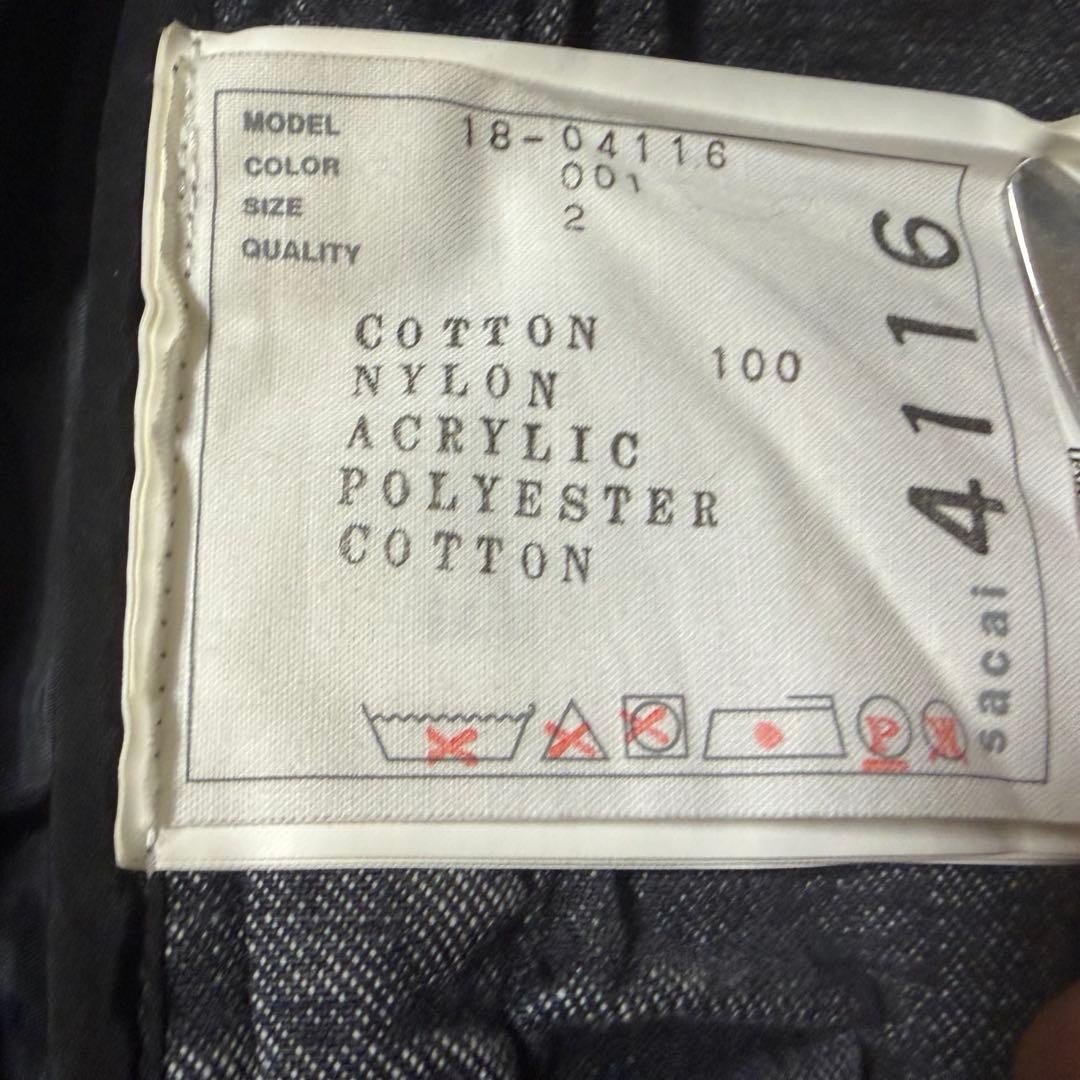 MODEL 18-04116
COLOR 001
SIZE 2
QUALITY
COTTON 100
NYLON
ACRYLIC
POLYESTER
COTTON
P
W
sacai 4116